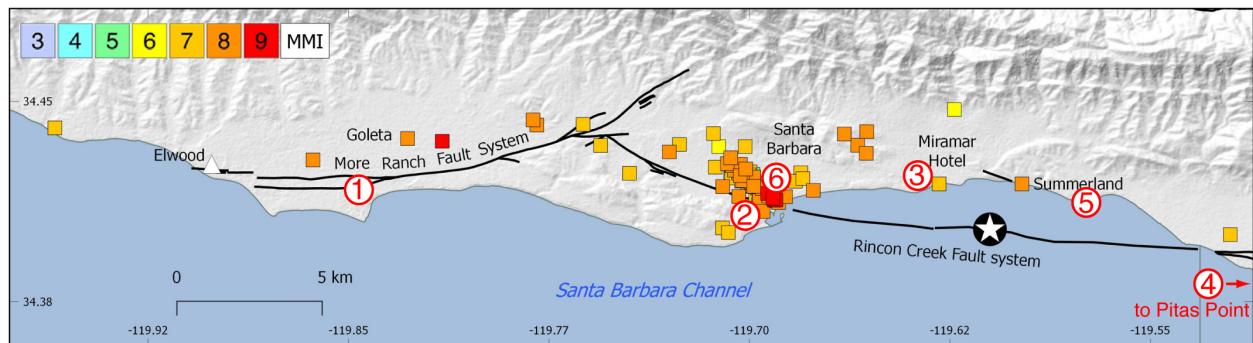 3 4 5 6 7 8 9 MMI
34.45
Santa
Barbara
Goleta
Miramar
Hotel
Elwood
More Ranch Fault System
Summerland
1
2
3
4
5
6
Rincon Creek Fault system
0 5 km
Santa Barbara Channel
34.38
to Pitas Point
-119.92 -119.85 -119.77 -119.70 -119.62 -119.55